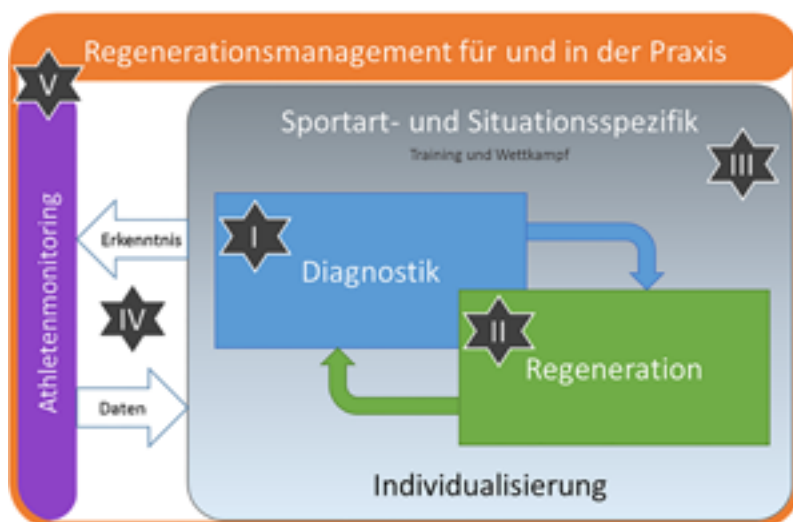 Regenerationsmanagement für und in der Praxis
V
Sportart- und Situationsspezifik
Training und Wettkampf
III
Athletenmonitoring
Erkenntnis
I
Diagnostik
IV
II
Regeneration
Daten
Individualisierung